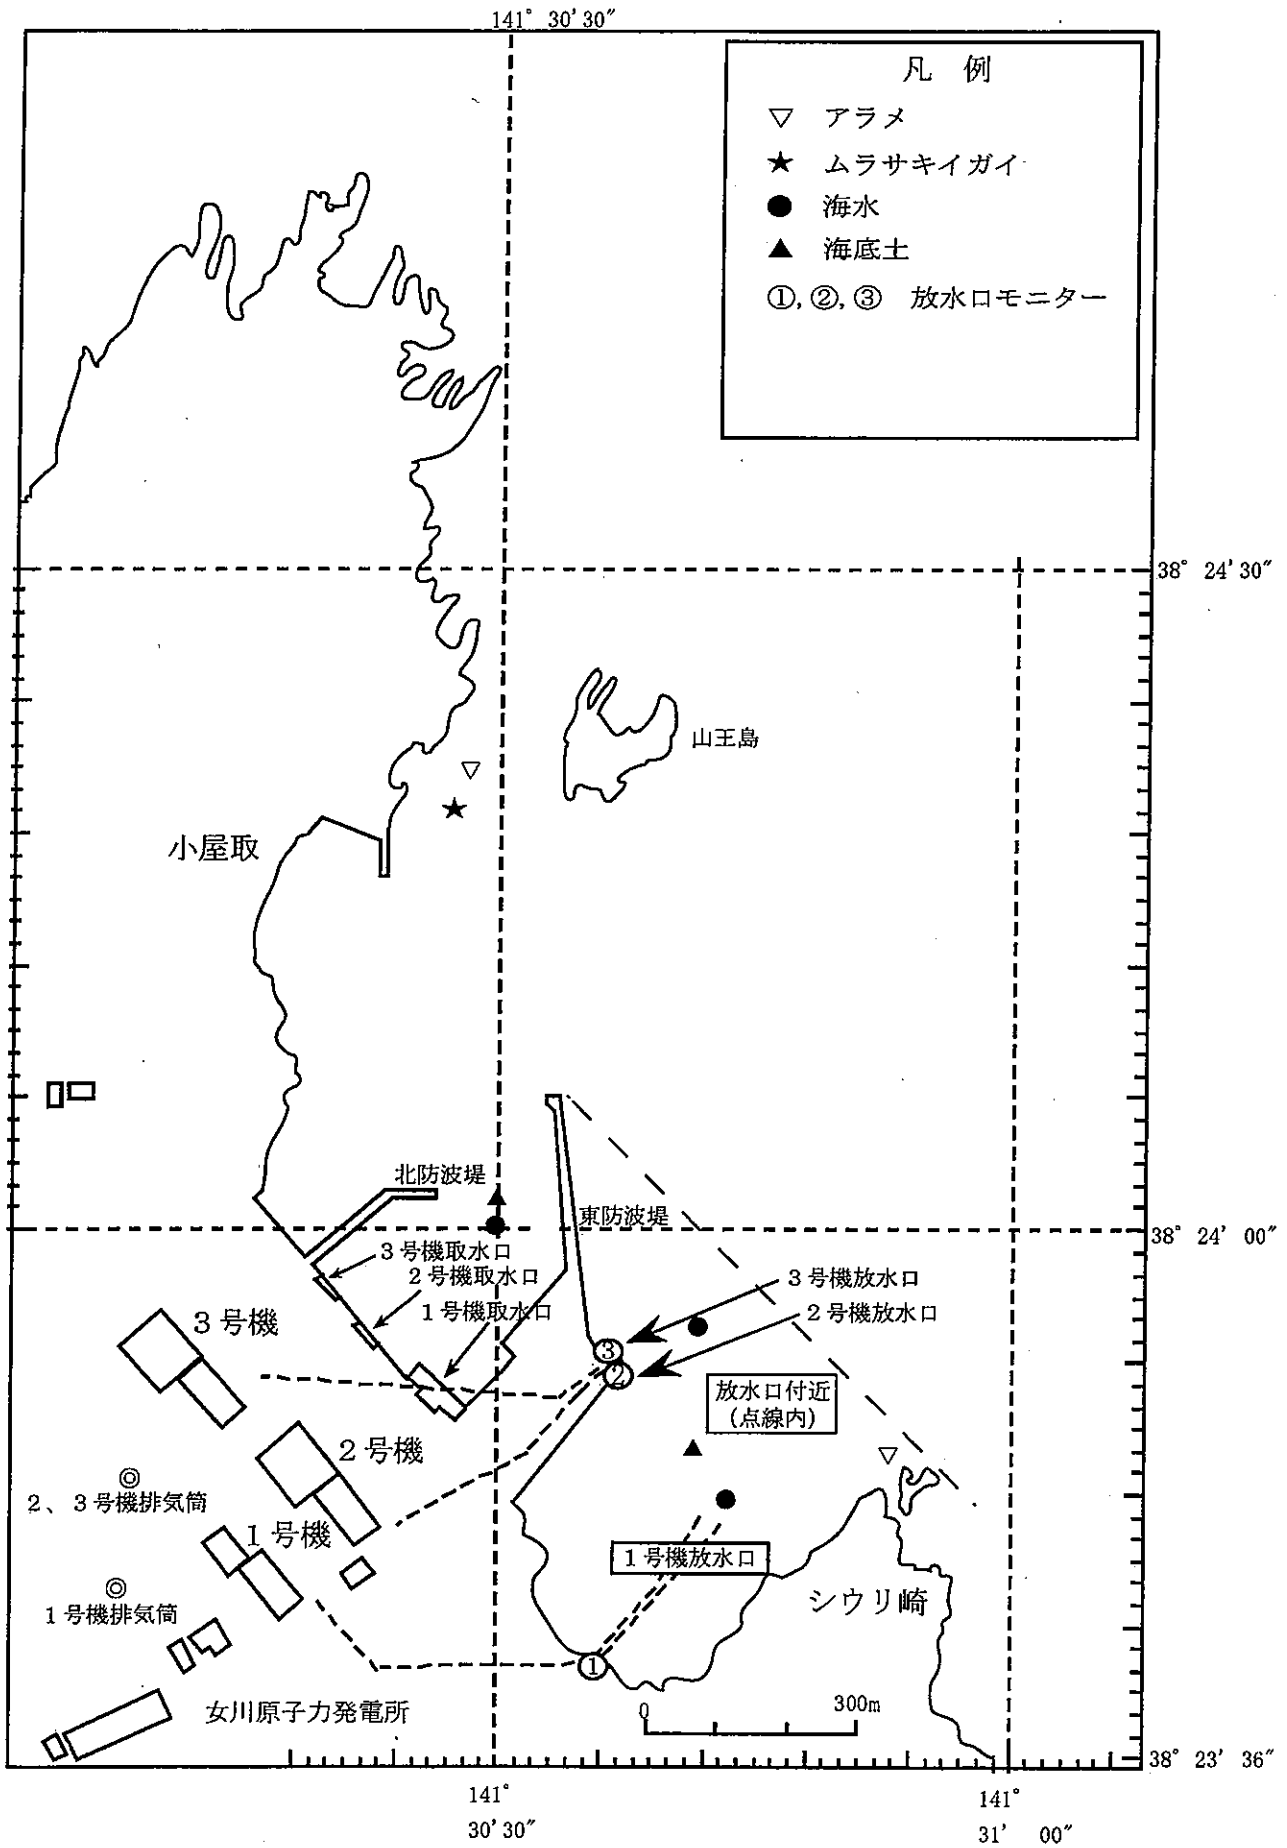 141° 30′30″
凡 例
▽ アラメ
★ ムラサキイガイ
● 海水
▲ 海底土
①, ②, ③ 放水口モニター
38° 24′30″
山王島
小屋取
北防波堤
東防波堤
38° 24′ 00″
3号機取水口
2号機取水口
1号機取水口
3号機放水口
2号機放水口
3号機
③
②
放水口付近
(点線内)
2号機
2、3号機排気筒
1号機
1号機放水口
1号機排気筒
シウリ崎
①
女川原子力発電所
0 300m
38° 23′ 36″
141°
30′30″
141°
31′ 00″